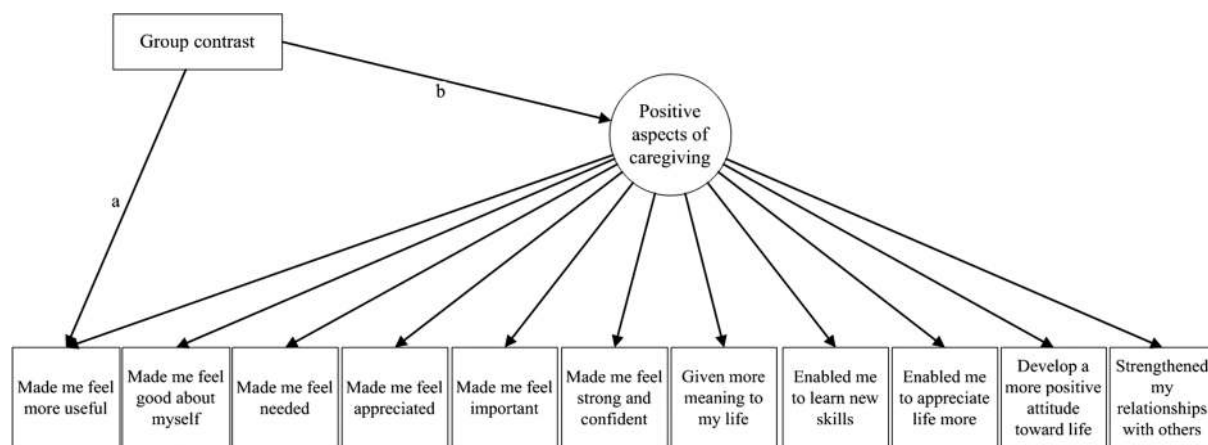 Group contrast
b
Positive
aspects of
caregiving
a
Made me feel
more useful
Made me feel
good about
myself
Made me feel
needed
Made me feel
appreciated
Made me feel
important
Made me feel
strong and
confident
Given more
meaning to
my life
Enabled me
to learn new
skills
Enabled me
to appreciate
life more
Develop a
more positive
attitude
toward life
Strengthened
my
relationships
with others